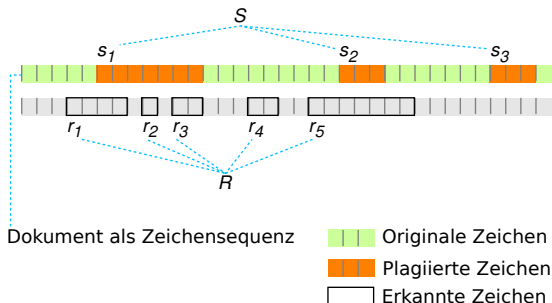 S
s1 s2 s3
r1 r2 r3 r4 r5
R
Dokument als Zeichensequenz
Originale Zeichen
Plagiierte Zeichen
Erkannte Zeichen